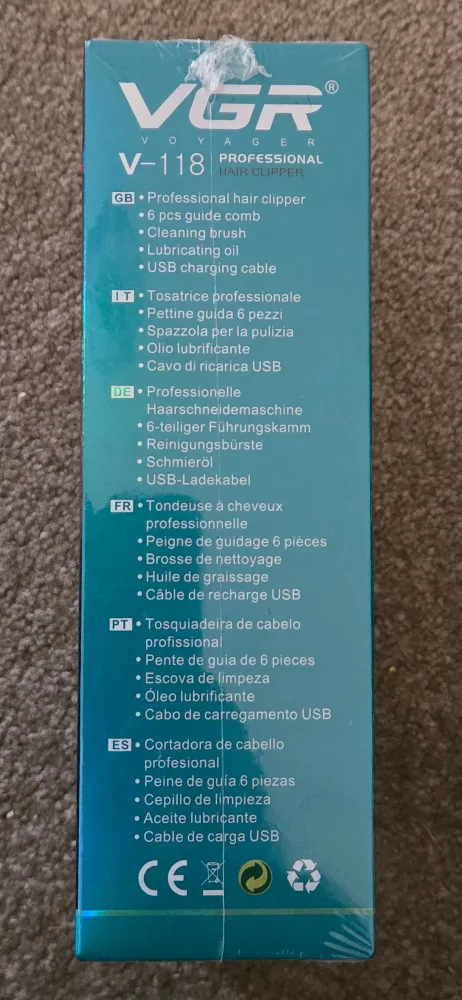 VGR®
VOYAGER
V-118 PROFESSIONAL
HAIR CLIPPER
GB • Professional hair clipper
• 6 pcs guide comb
• Cleaning brush
• Lubricating oil
• USB charging cable
IT • Tosatrice professionale
• Pettine guida 6 pezzi
• Spazzola per la pulizia
• Olio lubrificante
• Cavo di ricarica USB
DE • Professionelle
Haarschneidemaschine
• 6-teiliger Führungskamm
• Reinigungsbürste
• Schmieröl
• USB-Ladekabel
FR • Tondeuse à cheveux
professionnelle
• Peigne de guidage 6 pièces
• Brosse de nettoyage
• Huile de graissage
• Câble de recharge USB
PT • Tosquiadeira de cabelo
profissional
• Pente de guia de 6 pieces
• Escova de limpeza
• Óleo lubrificante
• Cabo de carregamento USB
ES • Cortadora de cabello
profesional
• Peine de guía 6 piezas
• Cepillo de limpieza
• Aceite lubricante
• Cable de carga USB
CE